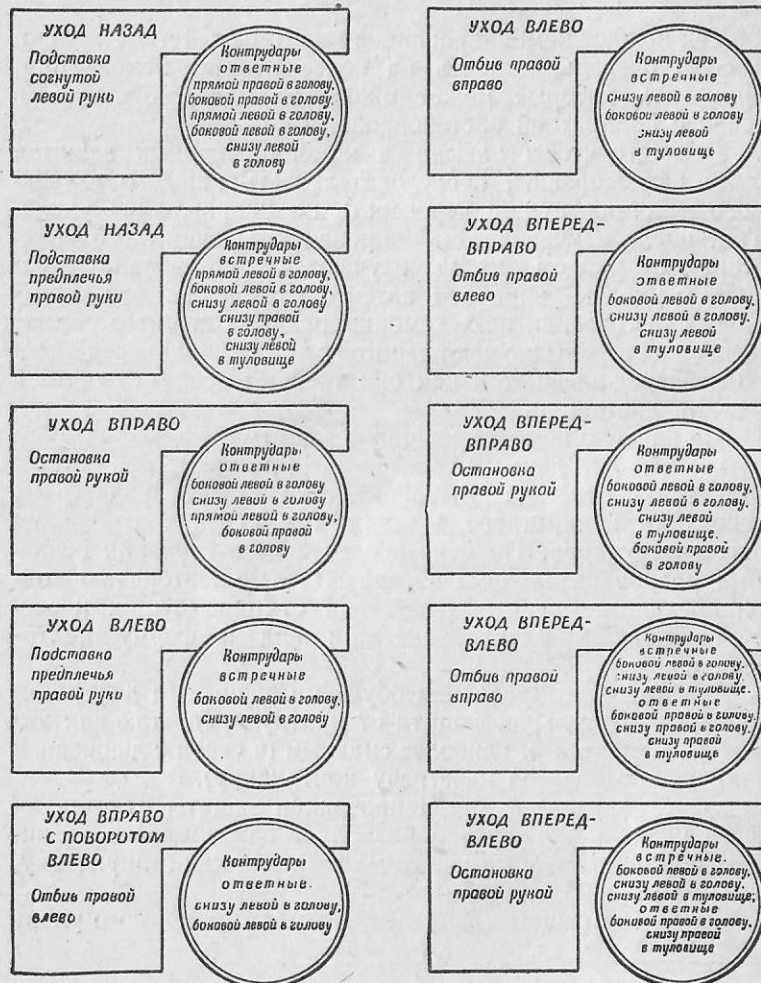 УХОД НАЗАД
Подставка
согнутой
левой руки
Контрудары
ответные
прямой правой в голову,
боковой правой в голову,
прямой левой в голову,
боковой левой в голову,
снизу левой
в голову
УХОД ВЛЕВО
Отбив правой
вправо
Контрудары
встречные
снизу левой в голову
боковой левой в голову
снизу левой
в туловище
УХОД НАЗАД
Подставка
предплечья
правой руки
Контрудары
встречные
прямой левой в голову,
боковой левой в голову,
снизу левой в голову
снизу правой
в голову,
снизу левой
в туловище
УХОД ВПЕРЕД-
ВПРАВО
Отбив правой
влево
Контрудары
ответные
боковой левой в голову,
снизу левой в голову,
снизу левой
в туловище
УХОД ВПРАВО
Остановка
правой рукой
Контрудары
ответные
боковой левой в голову
снизу левой в голову
прямой левой в голову,
боковой правой
в голову
УХОД ВПЕРЕД-
ВПРАВО
Остановка
правой рукой
Контрудары
ответные
боковой левой в голову,
снизу левой в голову,
снизу левой
в туловище.
боковой правой
в голову
УХОД ВЛЕВО
Подставка
предплечья
правой руки
Контрудары
встречные
боковой левой в голову,
снизу левой в голову
УХОД ВПЕРЕД-
ВЛЕВО
Отбив правой
вправо
Контрудары
встречные
боковой левой в голову,
снизу левой в голову,
снизу левой в туловище.
ответные
боковой правой в голову,
снизу правой в голову,
снизу правой
в туловище
УХОД ВПРАВО
С ПОВОРОТОМ
ВЛЕВО
Отбив правой
влево
Контрудары
ответные.
снизу левой в голову,
боковой левой в голову
УХОД ВПЕРЕД-
ВЛЕВО
Остановка
правой рукой
Контрудары
встречные.
боковой левой в голову,
снизу левой в голову,
снизу левой в туловище;
ответные
боковой правой в голову,
снизу правой
в туловище